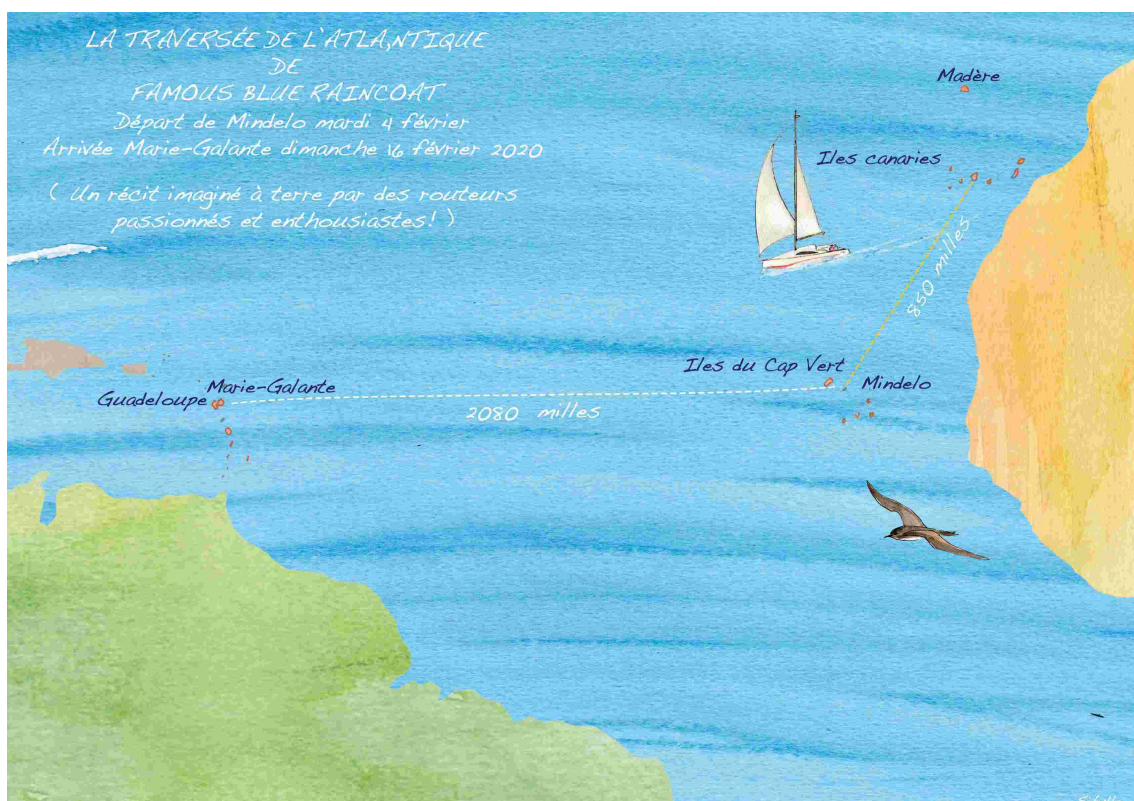 LA TRAVERSÉE DE L'ATLANTIQUE
DE
FAMOUS BLUE RAINCOAT
Départ de Mindelo mardi 4 février
Arrivée Marie-Galante dimanche 16 février 2020
( Un récit imaginé à terre par des routeurs
passionnés et enthousiastes! )
Madère
Iles canaries
850 milles
Iles du Cap Vert
Mindelo
Marie-Galante
Guadeloupe
2080 milles